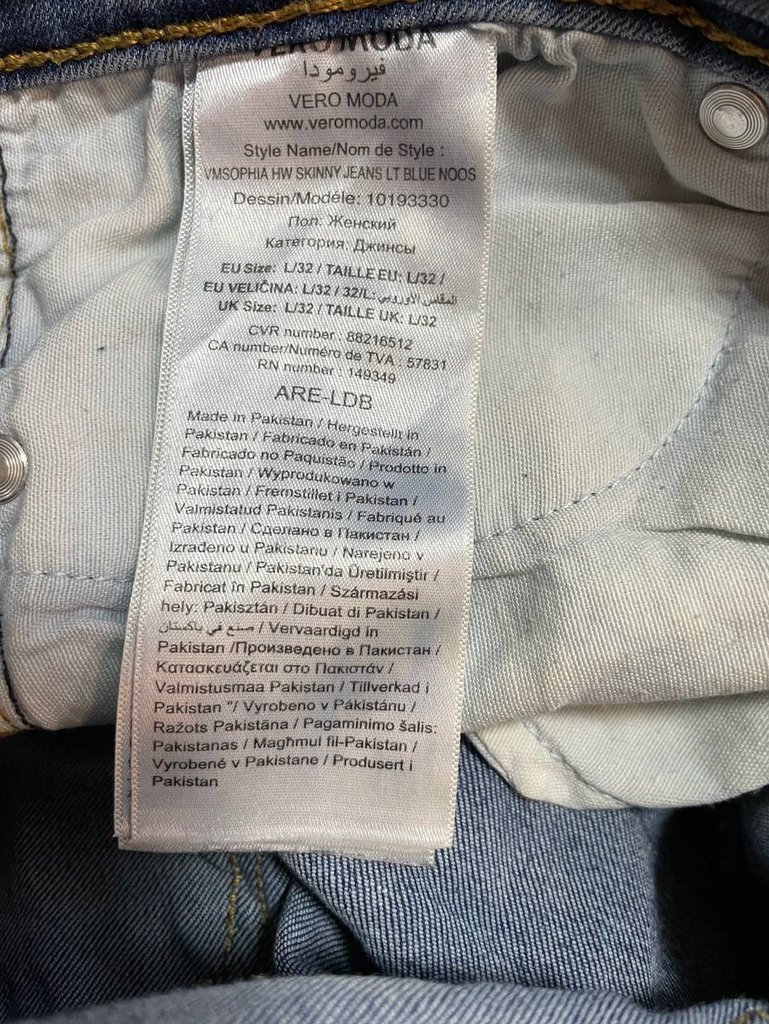 VERO MODA
فيرومودا
VERO MODA
www.veromoda.com
Style Name/Nom de Style :
VMSOPHIA HW SKINNY JEANS LT BLUE NOOS
Dessin/Modéle: 10193330
Пол: Женский
Категория: Джинсы
EU Size: L/32 / TAILLE EU: L/32 /
EU VELIČINA: L/32 / 32/L: المقاس الاوروبي
UK Size: L/32 / TAILLE UK: L/32
CVR number : 88216512
CA number/Numéro de TVA : 57831
RN number : 149349
ARE-LDB
Made in Pakistan / Hergestellt in
Pakistan / Fabricado en Pakistán /
Fabricado no Paquistão / Prodotto in
Pakistan / Wyprodukowano w
Pakistan / Fremstillet i Pakistan /
Valmistatud Pakistanis / Fabriqué au
Pakistan / Сделано в Пакистан /
Izrađeno u Pakistanu / Narejeno v
Pakistanu / Pakistan'da Üretilmiştir /
Fabricat în Pakistan / Származási
hely: Pakisztán / Dibuat di Pakistan /
صنع في باكستان / Vervaardigd in
Pakistan /Произведено в Пакистан /
Κατασκευάζεται στο Πακιστάν /
Valmistusmaa Pakistan / Tillverkad i
Pakistan "/ Vyrobeno v Pákistánu /
Ražots Pakistāna / Pagaminimo šalis:
Pakistanas / Magħmul fil-Pakistan /
Vyrobené v Pakistane / Produsert i
Pakistan